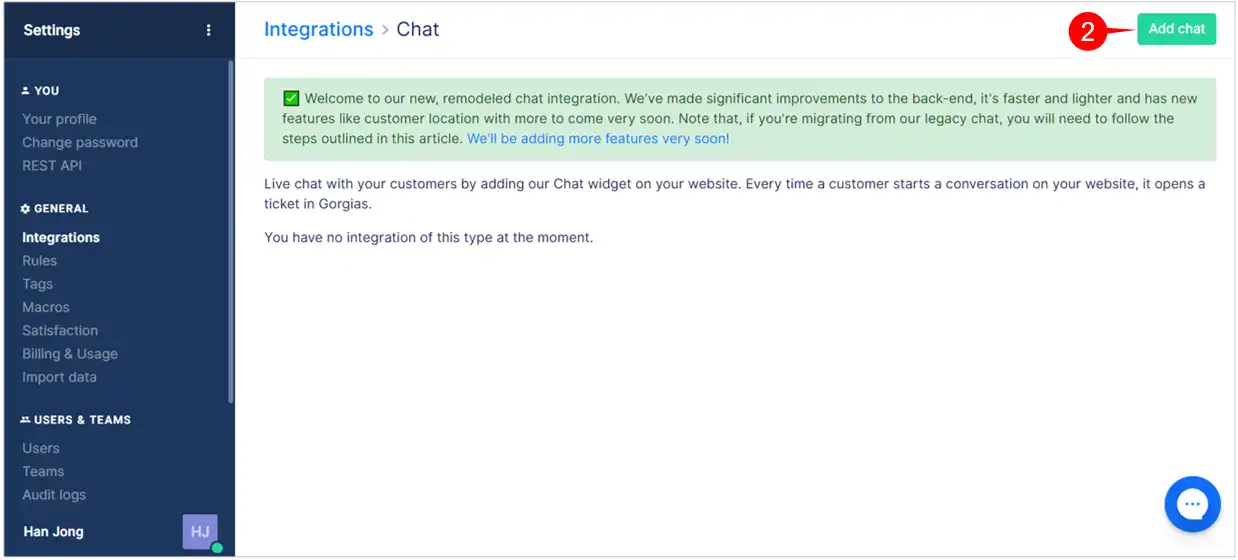 Settings
YOU
Your profile
Change password
REST API
GENERAL
Integrations
Rules
Tags
Macros
Satisfaction
Billing & Usage
Import data
USERS & TEAMS
Users
Teams
Audit logs
Han Jong
HJ
Integrations > Chat
2
Add chat
Welcome to our new, remodeled chat integration. We've made significant improvements to the back-end, it's faster and lighter and has new
features like customer location with more to come very soon. Note that, if you're migrating from our legacy chat, you will need to follow the
steps outlined in this article. We'll be adding more features very soon!
Live chat with your customers by adding our Chat widget on your website. Every time a customer starts a conversation on your website, it opens a
ticket in Gorgias.
You have no integration of this type at the moment.